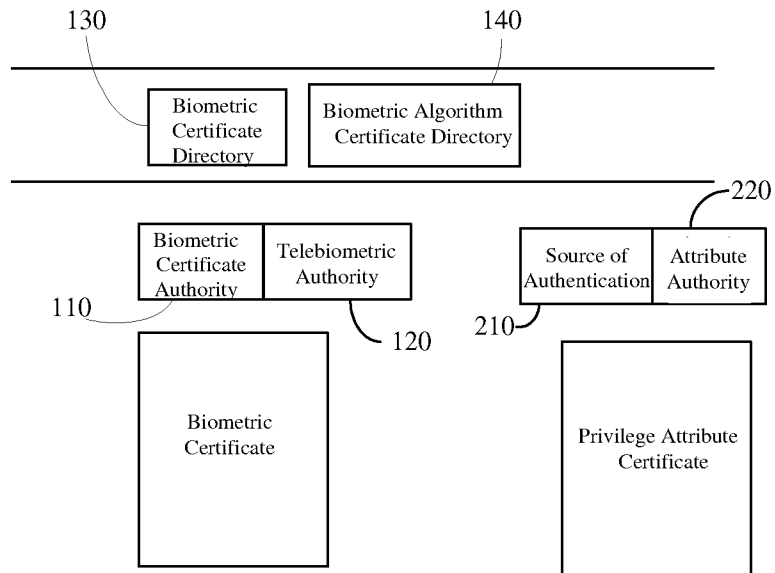 130
140
Biometric
Certificate
Directory
Biometric Algorithm
Certificate Directory
220
Biometric
Certificate
Authority
Telebiometric
Authority
Source of
Authentication
Attribute
Authority
110
120
210
Biometric
Certificate
Privilege Attribute
Certificate